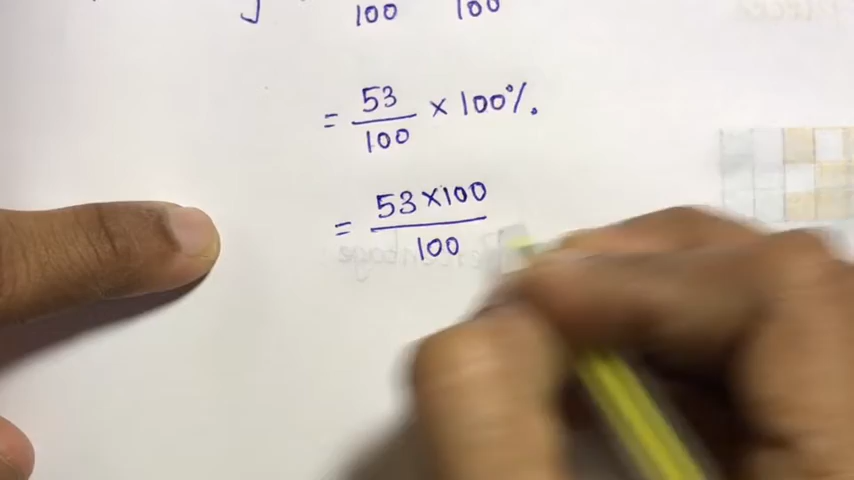 100 100
= 53/100 × 100%.
= 53×100/100